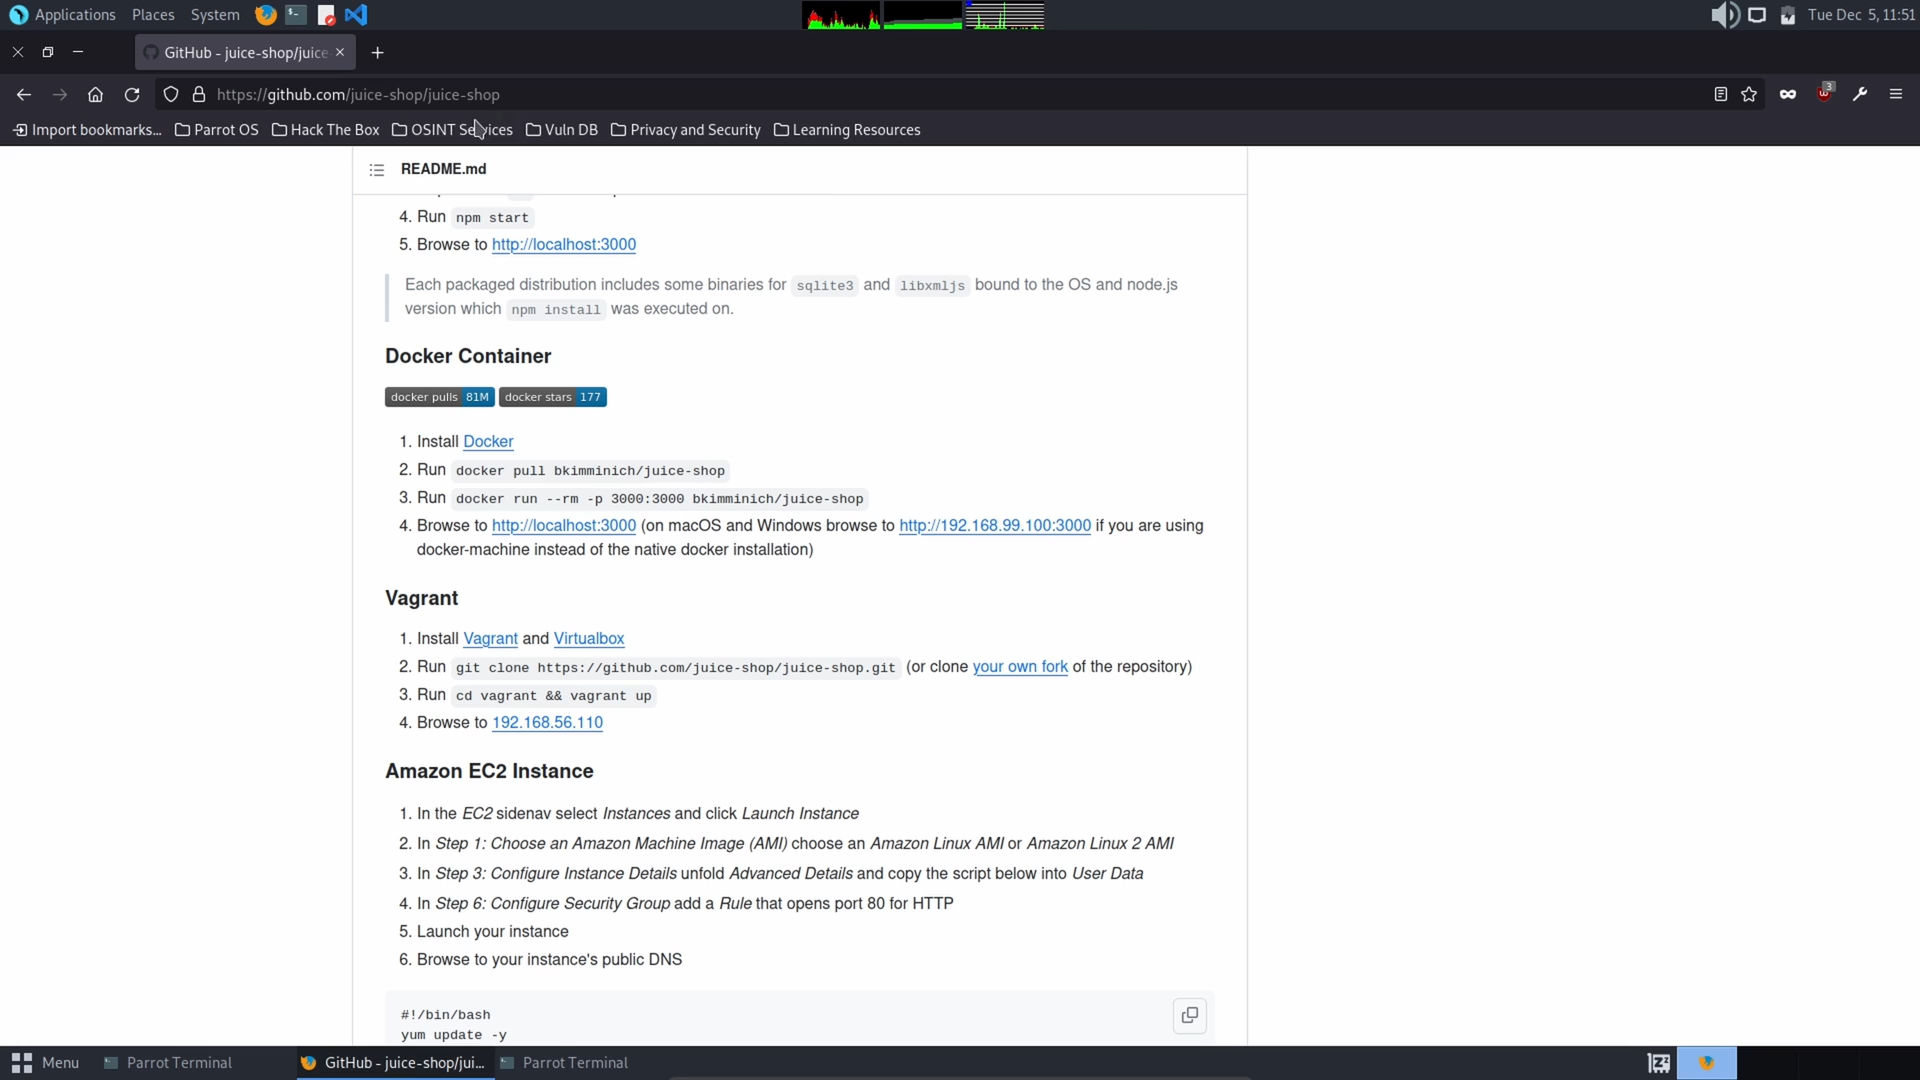 Applications Places System
Tue Dec 5, 11:51
GitHub - juice-shop/juice-
https://github.com/juice-shop/juice-shop
3
Import bookmarks... Parrot OS Hack The Box OSINT Services Vuln DB Privacy and Security Learning Resources
README.md
4. Run npm start
5. Browse to http://localhost:3000
Each packaged distribution includes some binaries for sqlite3 and libxmljs bound to the OS and node.js
version which npm install was executed on.
Docker Container
docker pulls 81M docker stars 177
1. Install Docker
2. Run docker pull bkimminich/juice-shop
3. Run docker run --rm -p 3000:3000 bkimminich/juice-shop
4. Browse to http://localhost:3000 (on macOS and Windows browse to http://192.168.99.100:3000 if you are using
docker-machine instead of the native docker installation)
Vagrant
1. Install Vagrant and Virtualbox
2. Run git clone https://github.com/juice-shop/juice-shop.git (or clone your own fork of the repository)
3. Run cd vagrant && vagrant up
4. Browse to 192.168.56.110
Amazon EC2 Instance
1. In the EC2 sidenav select Instances and click Launch Instance
2. In Step 1: Choose an Amazon Machine Image (AMI) choose an Amazon Linux AMI or Amazon Linux 2 AMI
3. In Step 3: Configure Instance Details unfold Advanced Details and copy the script below into User Data
4. In Step 6: Configure Security Group add a Rule that opens port 80 for HTTP
5. Launch your instance
6. Browse to your instance's public DNS
#!/bin/bash
yum update -y
Menu Parrot Terminal GitHub - juice-shop/jui... Parrot Terminal